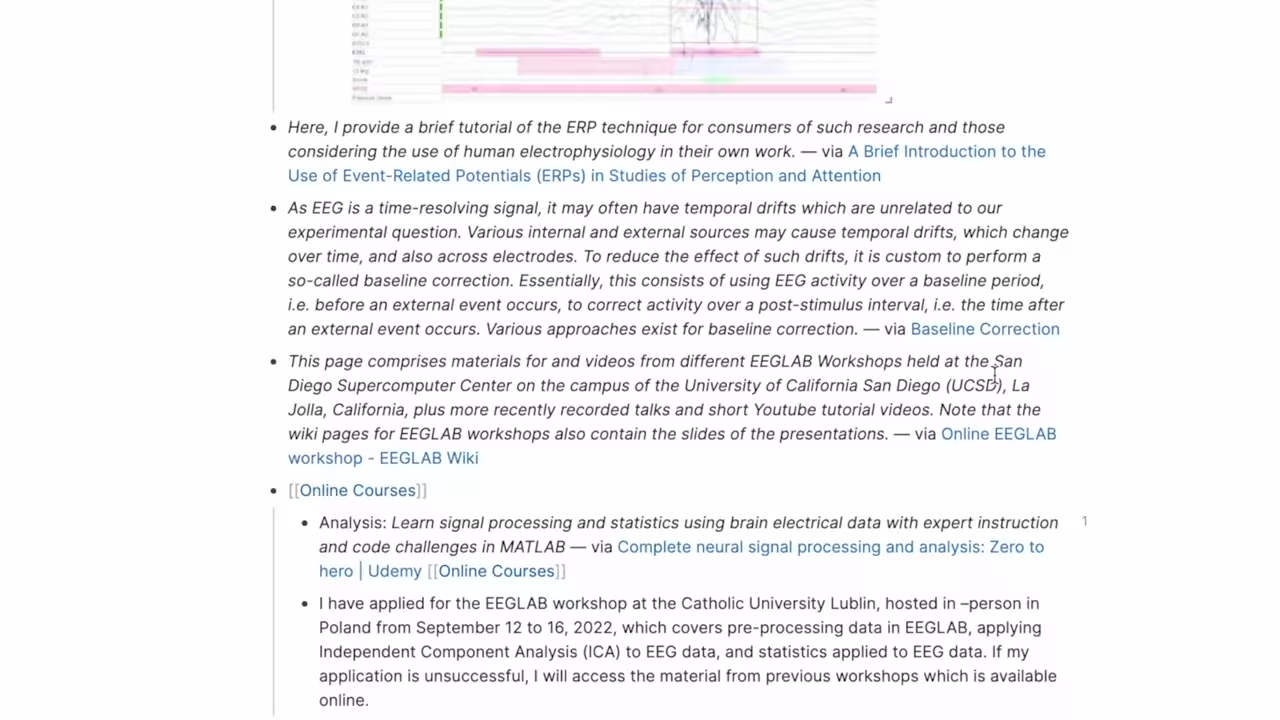 Here, I provide a brief tutorial of the ERP technique for consumers of such research and those
considering the use of human electrophysiology in their own work. — via A Brief Introduction to the
Use of Event-Related Potentials (ERPs) in Studies of Perception and Attention
As EEG is a time-resolving signal, it may often have temporal drifts which are unrelated to our
experimental question. Various internal and external sources may cause temporal drifts, which change
over time, and also across electrodes. To reduce the effect of such drifts, it is custom to perform a
so-called baseline correction. Essentially, this consists of using EEG activity over a baseline period,
i.e. before an external event occurs, to correct activity over a post-stimulus interval, i.e. the time after
an external event occurs. Various approaches exist for baseline correction. — via Baseline Correction
This page comprises materials for and videos from different EEGLAB Workshops held at the San
Diego Supercomputer Center on the campus of the University of California San Diego (UCSD), La
Jolla, California, plus more recently recorded talks and short Youtube tutorial videos. Note that the
wiki pages for EEGLAB workshops also contain the slides of the presentations. — via Online EEGLAB
workshop - EEGLAB Wiki
[[Online Courses]]
Analysis: Learn signal processing and statistics using brain electrical data with expert instruction 1
and code challenges in MATLAB — via Complete neural signal processing and analysis: Zero to
hero | Udemy [[Online Courses]]
I have applied for the EEGLAB workshop at the Catholic University Lublin, hosted in –person in
Poland from September 12 to 16, 2022, which covers pre-processing data in EEGLAB, applying
Independent Component Analysis (ICA) to EEG data, and statistics applied to EEG data. If my
application is unsuccessful, I will access the material from previous workshops which is available
online.